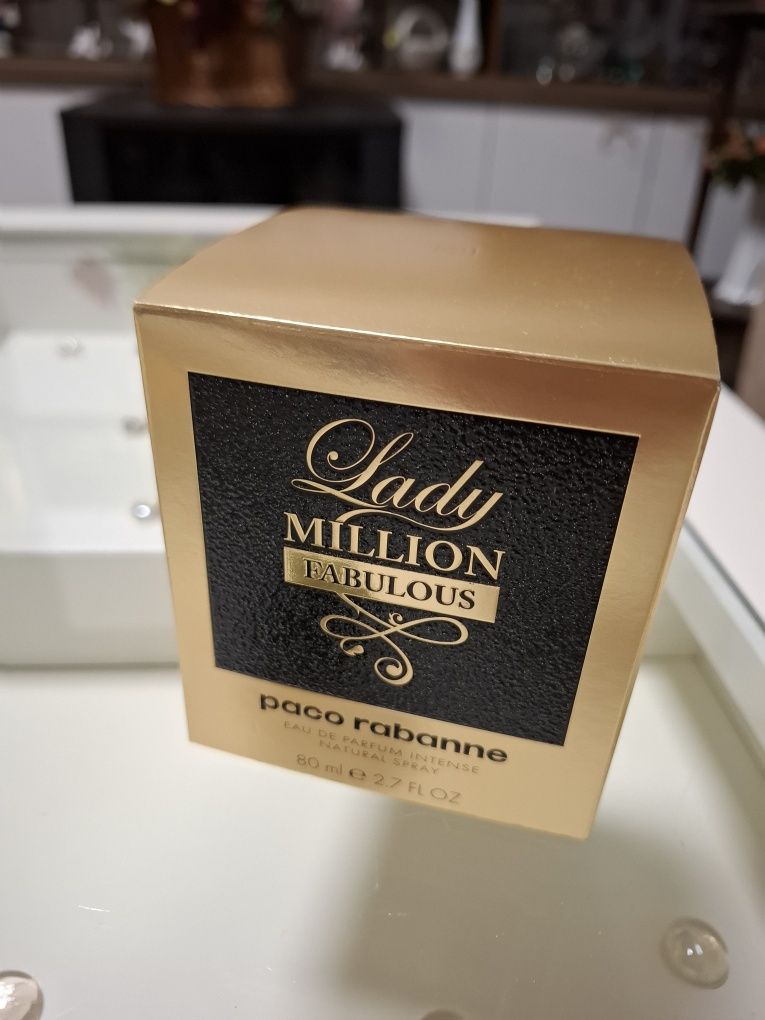 Lady
MILLION
FABULOUS
paco rabanne
EAU DE PARFUM INTENSE
NATURAL SPRAY
80 ml ℮ 2.7 FL OZ